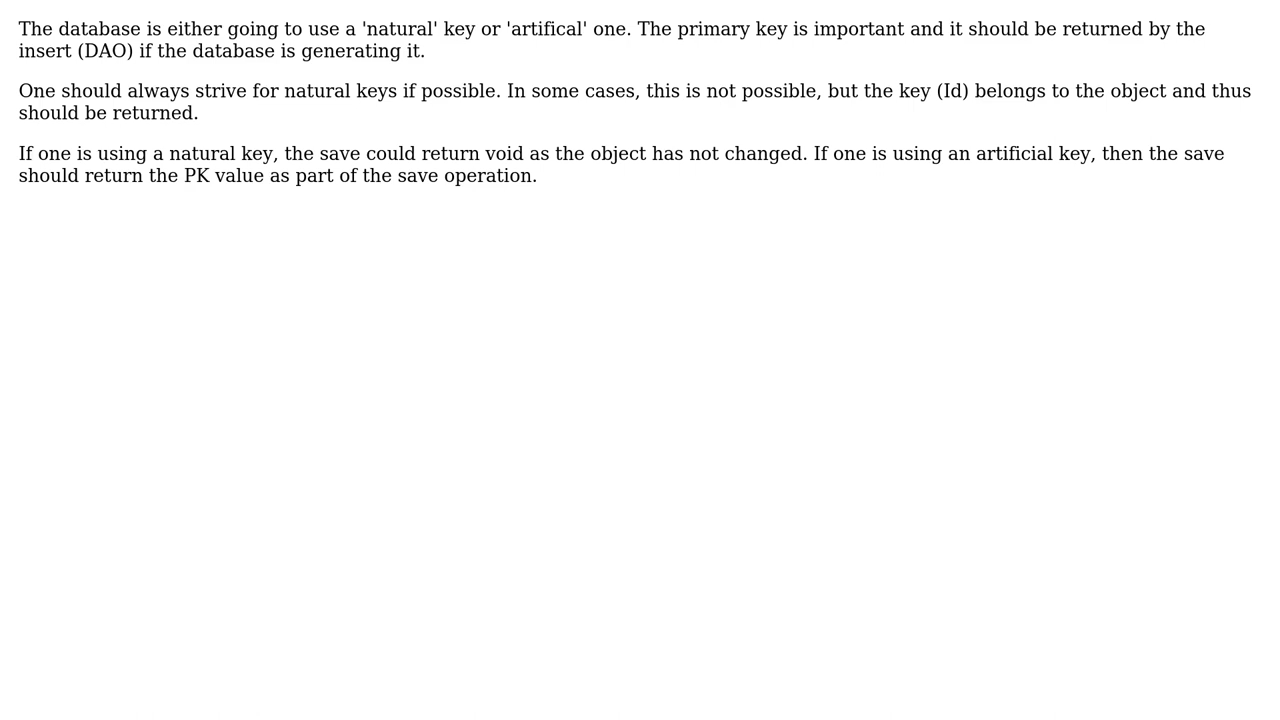 The database is either going to use a 'natural' key or 'artifical' one. The primary key is important and it should be returned by the
insert (DAO) if the database is generating it.
One should always strive for natural keys if possible. In some cases, this is not possible, but the key (Id) belongs to the object and thus
should be returned.
If one is using a natural key, the save could return void as the object has not changed. If one is using an artificial key, then the save
should return the PK value as part of the save operation.